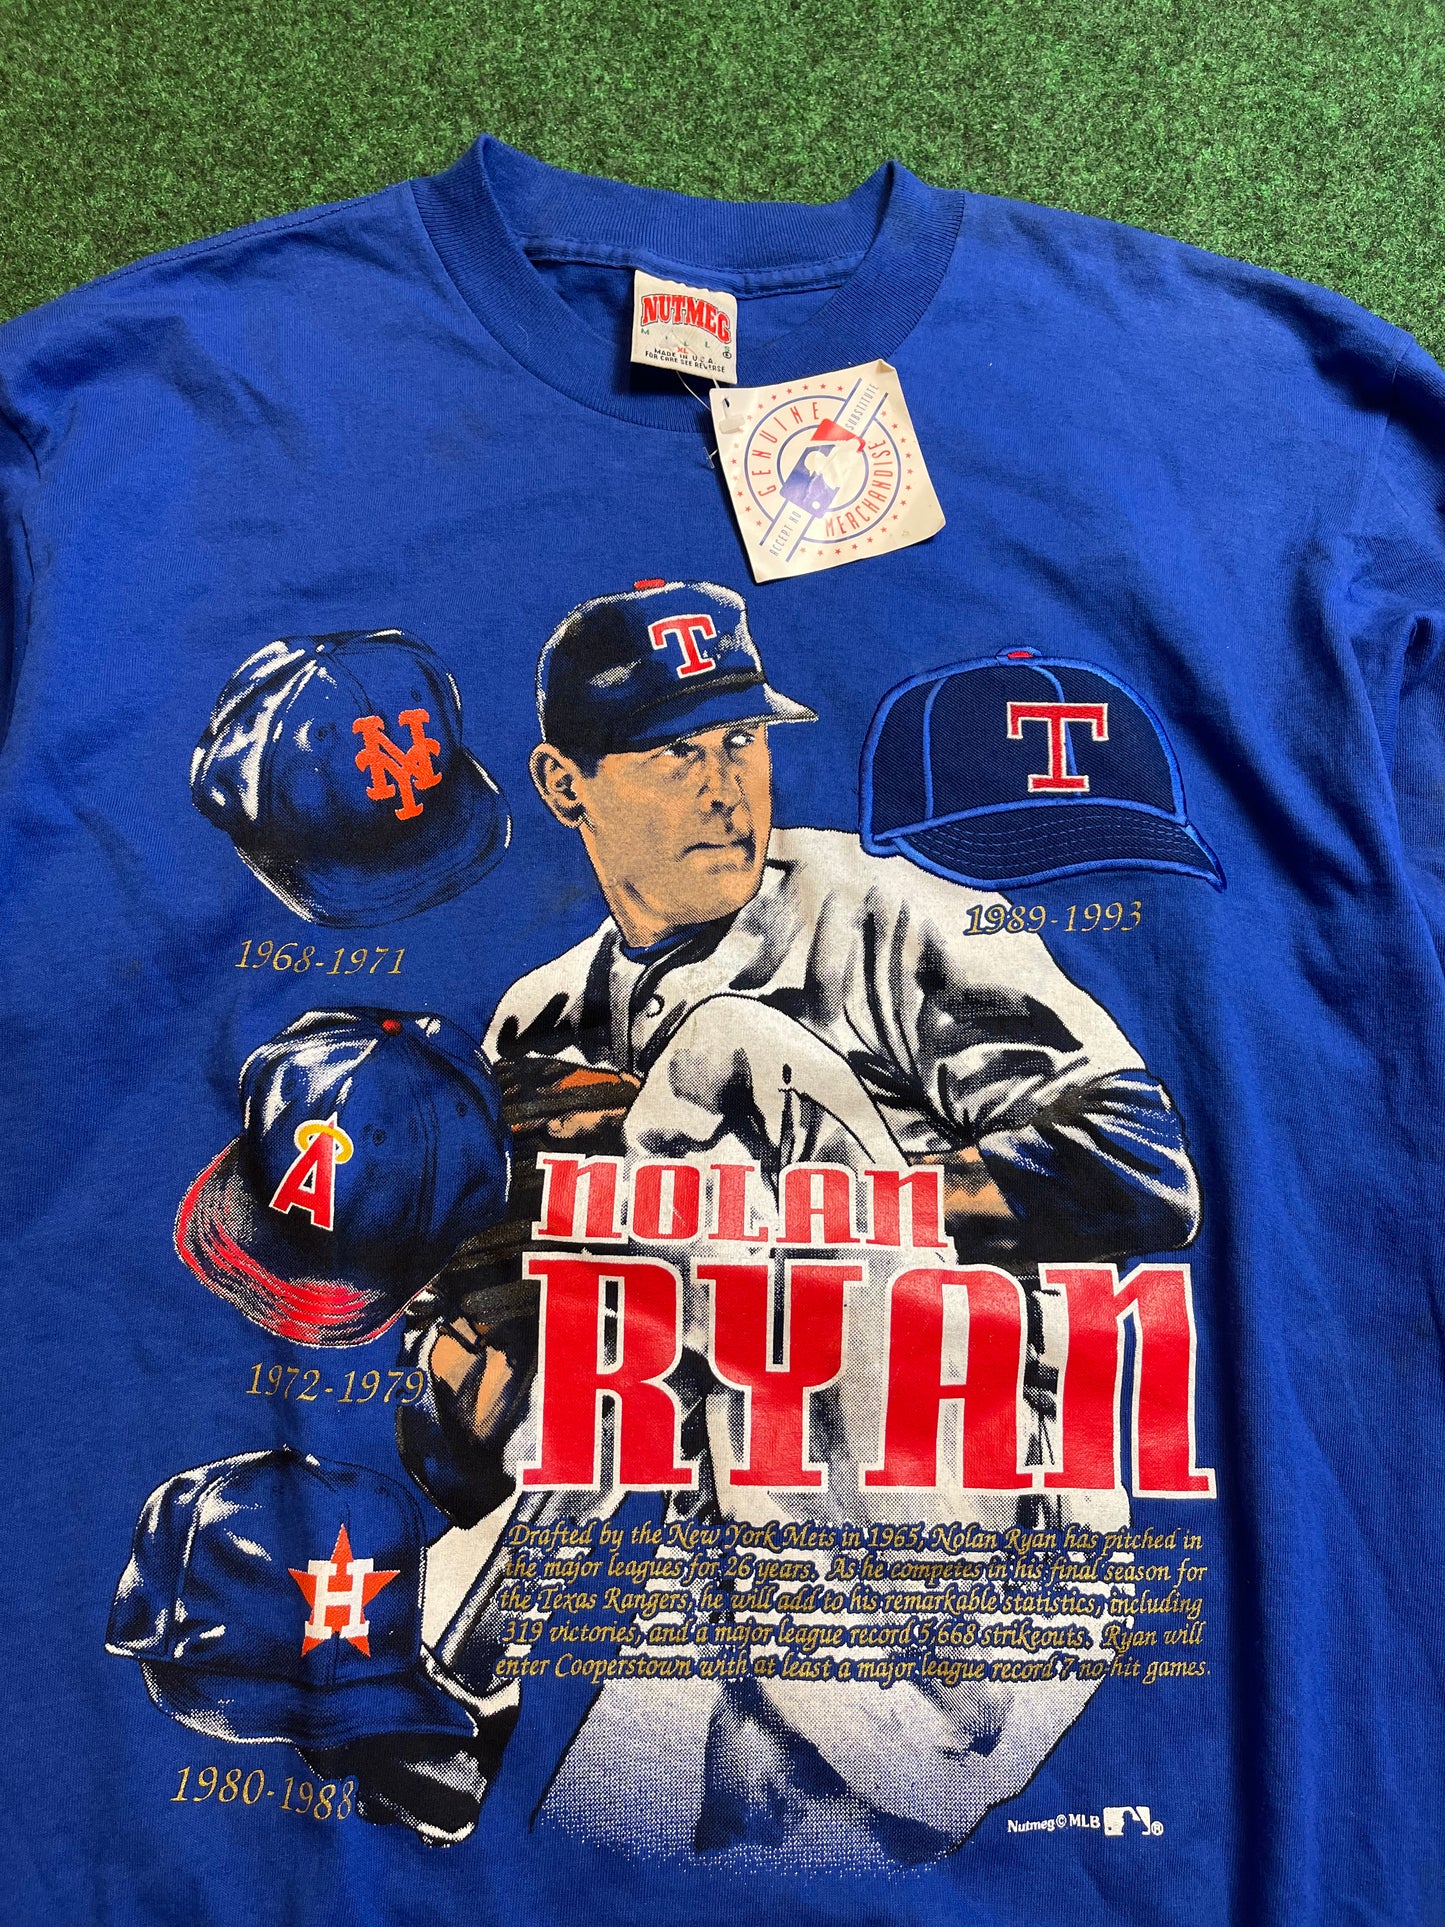 NUTMEG
MILLS
XL
MADE IN U.S.A.
FOR CARE SEE REVERSE
GENUINE
MERCHANDISE
ACCEPT NO
SUBSTITUTE
T
T
NY
1968-1971
1989-1993
A
1972-1979
H
1980-1988
NOLAN
RYAN
Drafted by the New York Mets in 1965, Nolan Ryan has pitched in
the major leagues for 26 years. As he competes in his final season for
the Texas Rangers, he will add to his remarkable statistics, including
319 victories, and a major league record 5,668 strikeouts. Ryan will
enter Cooperstown with at least a major league record 7 no-hit games.
Nutmeg © MLB ®